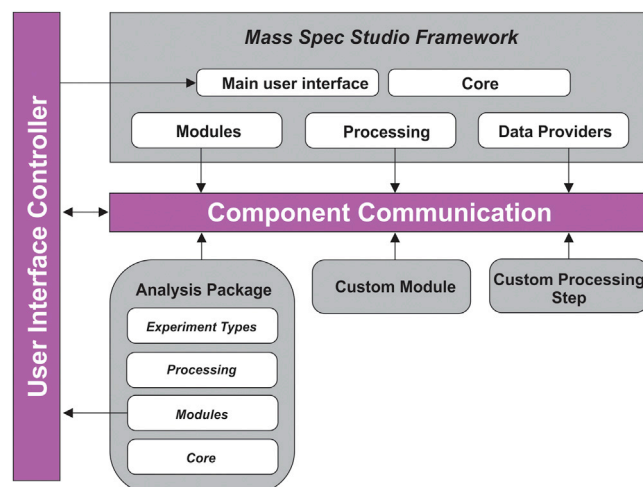 User Interface Controller
Mass Spec Studio Framework
Main user interface
Core
Modules
Processing
Data Providers
Component Communication
Analysis Package
Experiment Types
Processing
Modules
Core
Custom Module
Custom Processing
Step